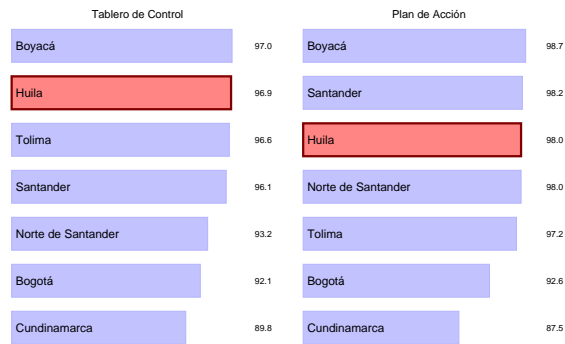 Tablero de Control
Boyacá 97.0
Huila 96.9
Tolima 96.6
Santander 96.1
Norte de Santander 93.2
Bogotá 92.1
Cundinamarca 89.8
Plan de Acción
Boyacá 98.7
Santander 98.2
Huila 98.0
Norte de Santander 98.0
Tolima 97.2
Bogotá 92.6
Cundinamarca 87.5